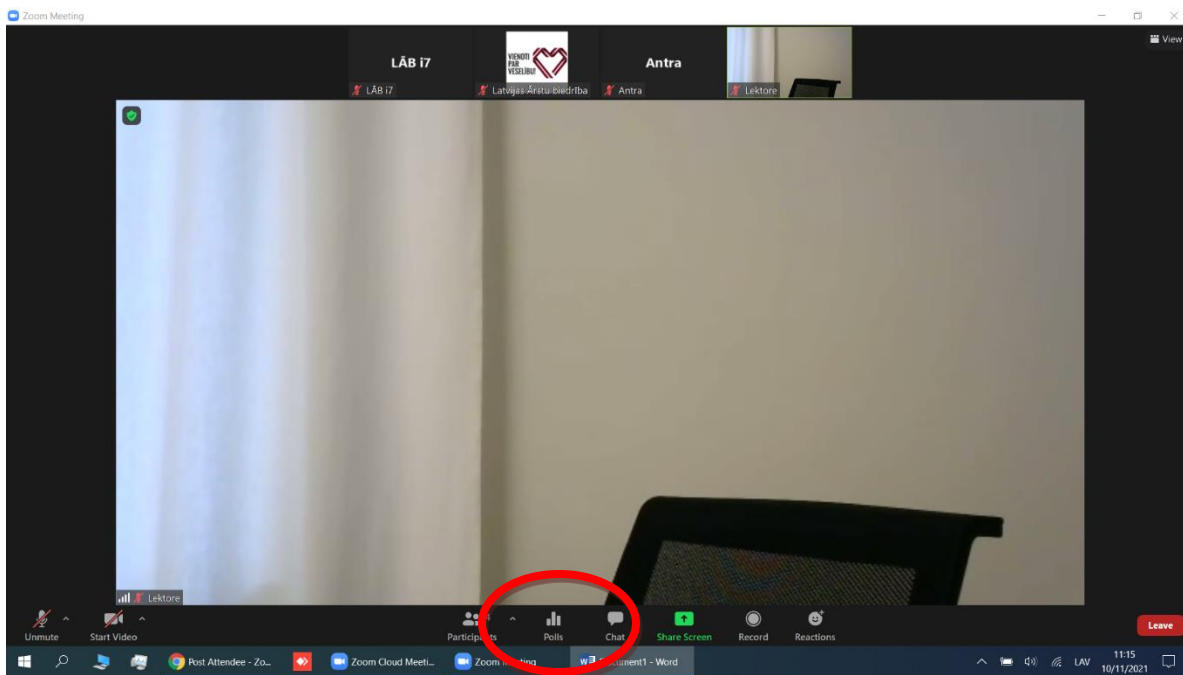 Zoom Meeting
View
LĀB i7
VIENOTI
PAR
VESELĪBU!
Antra
LĀB i7
Latvijas Ārstu biedrība
Antra
Lektore
Lektore
Unmute
Start Video
Participants
Polls
Chat
Share Screen
Record
Reactions
Leave
Post Attendee - Zo...
Zoom Cloud Meeti...
Zoom Meeting
Document1 - Word
LAV
11:15
10/11/2021